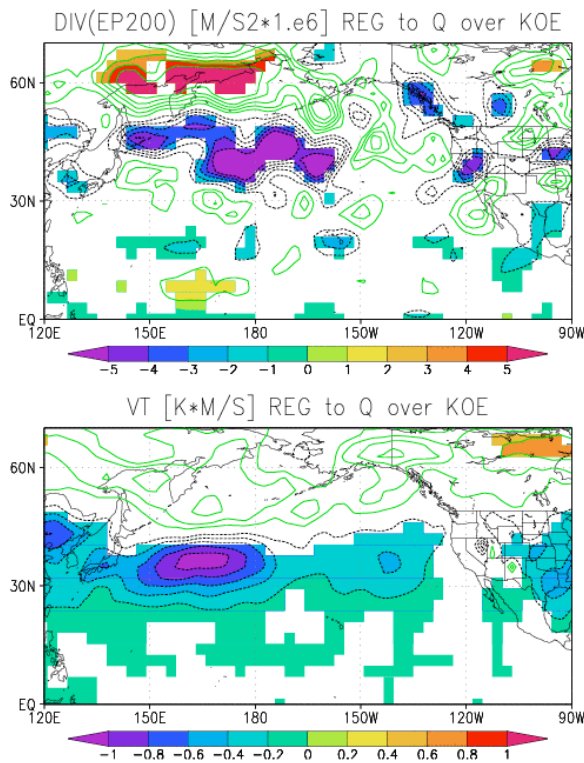 DIV(EP200) [M/S2*1.e6] REG to Q over KOE
60N
30N
EQ
120E 150E 180 150W 120W 90W
-5 -4 -3 -2 -1 0 1 2 3 4 5
VT [K*M/S] REG to Q over KOE
60N
30N
EQ
120E 150E 180 150W 120W 90W
-1 -0.8 -0.6 -0.4 -0.2 0 0.2 0.4 0.6 0.8 1